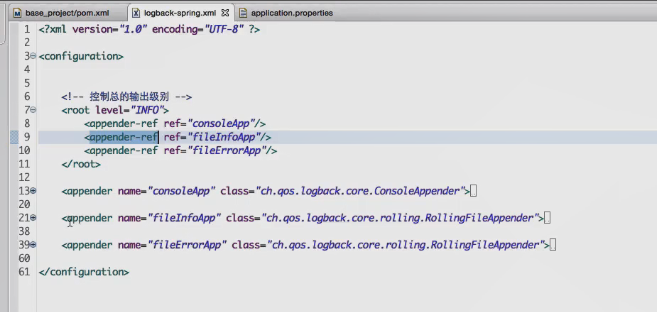 base_project/pom.xml logback-spring.xml application.properties
1 <?xml version="1.0" encoding="UTF-8" ?>
2
3 <configuration>
4
5
6 <!-- 控制总的输出级别 -->
7 <root level="INFO">
8 <appender-ref ref="consoleApp"/>
9 <appender-ref ref="fileInfoApp"/>
10 <appender-ref ref="fileErrorApp"/>
11 </root>
12
13 <appender name="consoleApp" class="ch.qos.logback.core.ConsoleAppender">
20
21 <appender name="fileInfoApp" class="ch.qos.logback.core.rolling.RollingFileAppender">
38
39 <appender name="fileErrorApp" class="ch.qos.logback.core.rolling.RollingFileAppender">
60
61 </configuration>